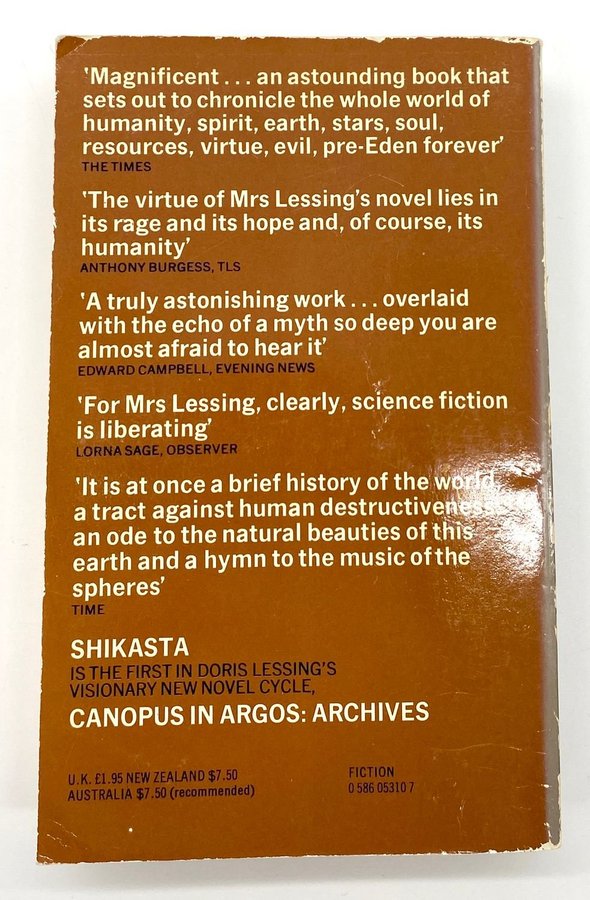 ‘Magnificent... an astounding book that
sets out to chronicle the whole world of
humanity, spirit, earth, stars, soul,
resources, virtue, evil, pre-Eden forever’
THE TIMES
‘The virtue of Mrs Lessing’s novel lies in
its rage and its hope and, of course, its
humanity’
ANTHONY BURGESS, TLS
‘A truly astonishing work... overlaid
with the echo of a myth so deep you are
almost afraid to hear it’
EDWARD CAMPBELL, EVENING NEWS
‘For Mrs Lessing, clearly, science fiction
is liberating’
LORNA SAGE, OBSERVER
‘It is at once a brief history of the world,
a tract against human destructiveness,
an ode to the natural beauties of this
earth and a hymn to the music of the
spheres’
TIME
SHIKASTA
IS THE FIRST IN DORIS LESSING’S
VISIONARY NEW NOVEL CYCLE,
CANOPUS IN ARGOS: ARCHIVES
U.K. £1.95 NEW ZEALAND $7.50
AUSTRALIA $7.50 (recommended)
FICTION
0 586 05310 7